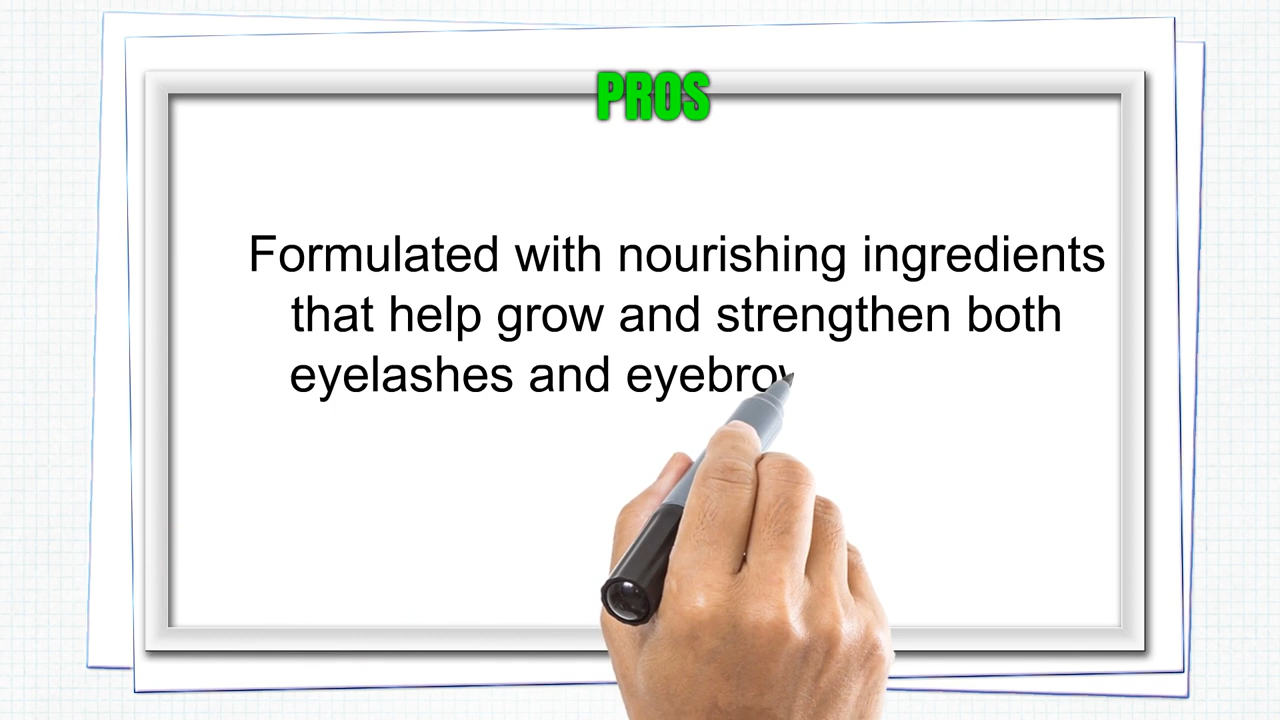 PROS
Formulated with nourishing ingredients
that help grow and strengthen both
eyelashes and